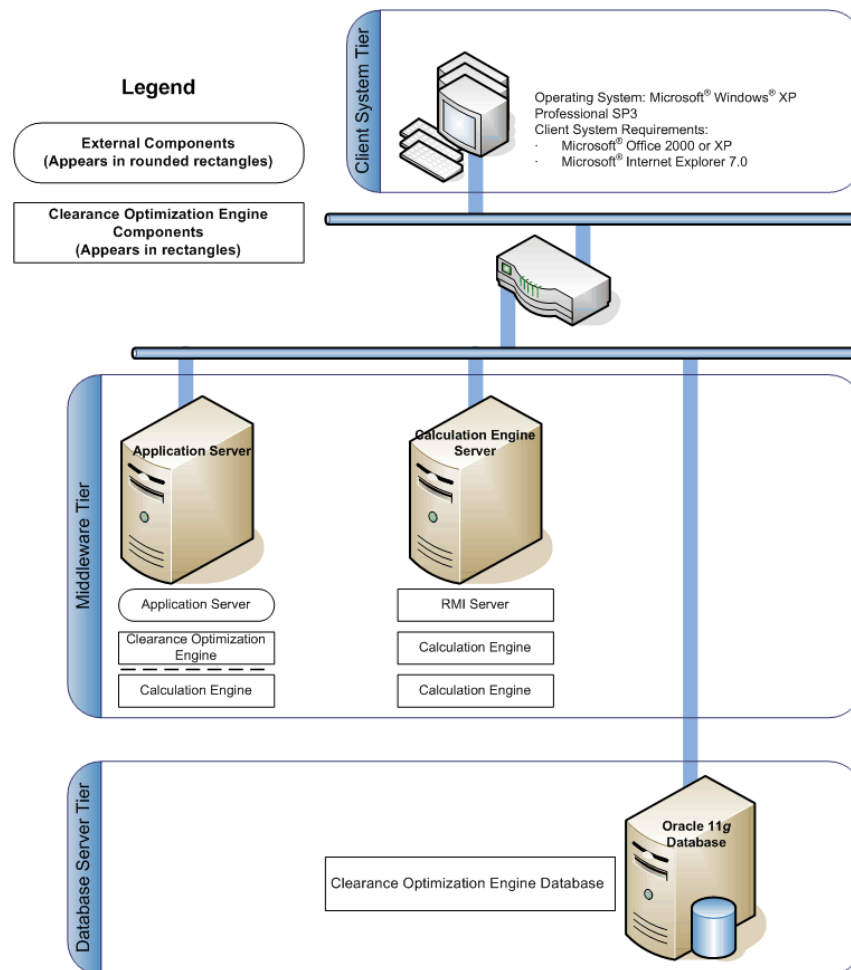 Legend
External Components
(Appears in rounded rectangles)
Clearance Optimization Engine
Components
(Appears in rectangles)
Client System Tier
Operating System: Microsoft® Windows® XP
Professional SP3
Client System Requirements:
· Microsoft® Office 2000 or XP
· Microsoft® Internet Explorer 7.0
Middleware Tier
Application Server
Calculation Engine
Server
Application Server
Clearance Optimization
Engine
Calculation Engine
RMI Server
Calculation Engine
Calculation Engine
Database Server Tier
Clearance Optimization Engine Database
Oracle 11g
Database